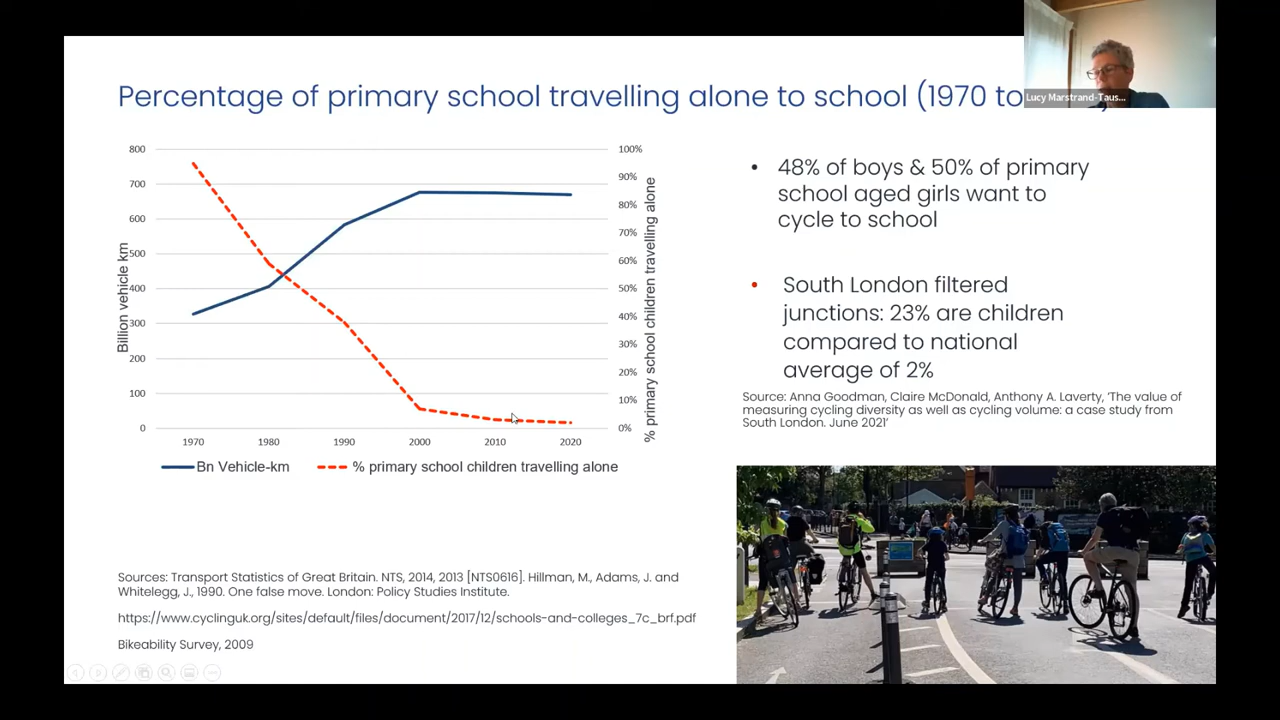 Percentage of primary school travelling alone to school (1970 to
Lucy Marstrand-Taus...
800
700
600
500
400
300
200
100
0
Billion vehicle km
100%
90%
80%
70%
60%
50%
40%
30%
20%
10%
0%
% primary school children travelling alone
1970 1980 1990 2000 2010 2020
Bn Vehicle-km % primary school children travelling alone
• 48% of boys & 50% of primary
school aged girls want to
cycle to school
• South London filtered
junctions: 23% are children
compared to national
average of 2%
Source: Anna Goodman, Claire McDonald, Anthony A. Laverty, ‘The value of
measuring cycling diversity as well as cycling volume: a case study from
South London. June 2021’
Sources: Transport Statistics of Great Britain. NTS, 2014, 2013 [NTS0616]. Hillman, M., Adams, J. and
Whitelegg, J., 1990. One false move. London: Policy Studies Institute.
https://www.cyclinguk.org/sites/default/files/document/2017/12/schools-and-colleges_7c_brf.pdf
Bikeability Survey, 2009